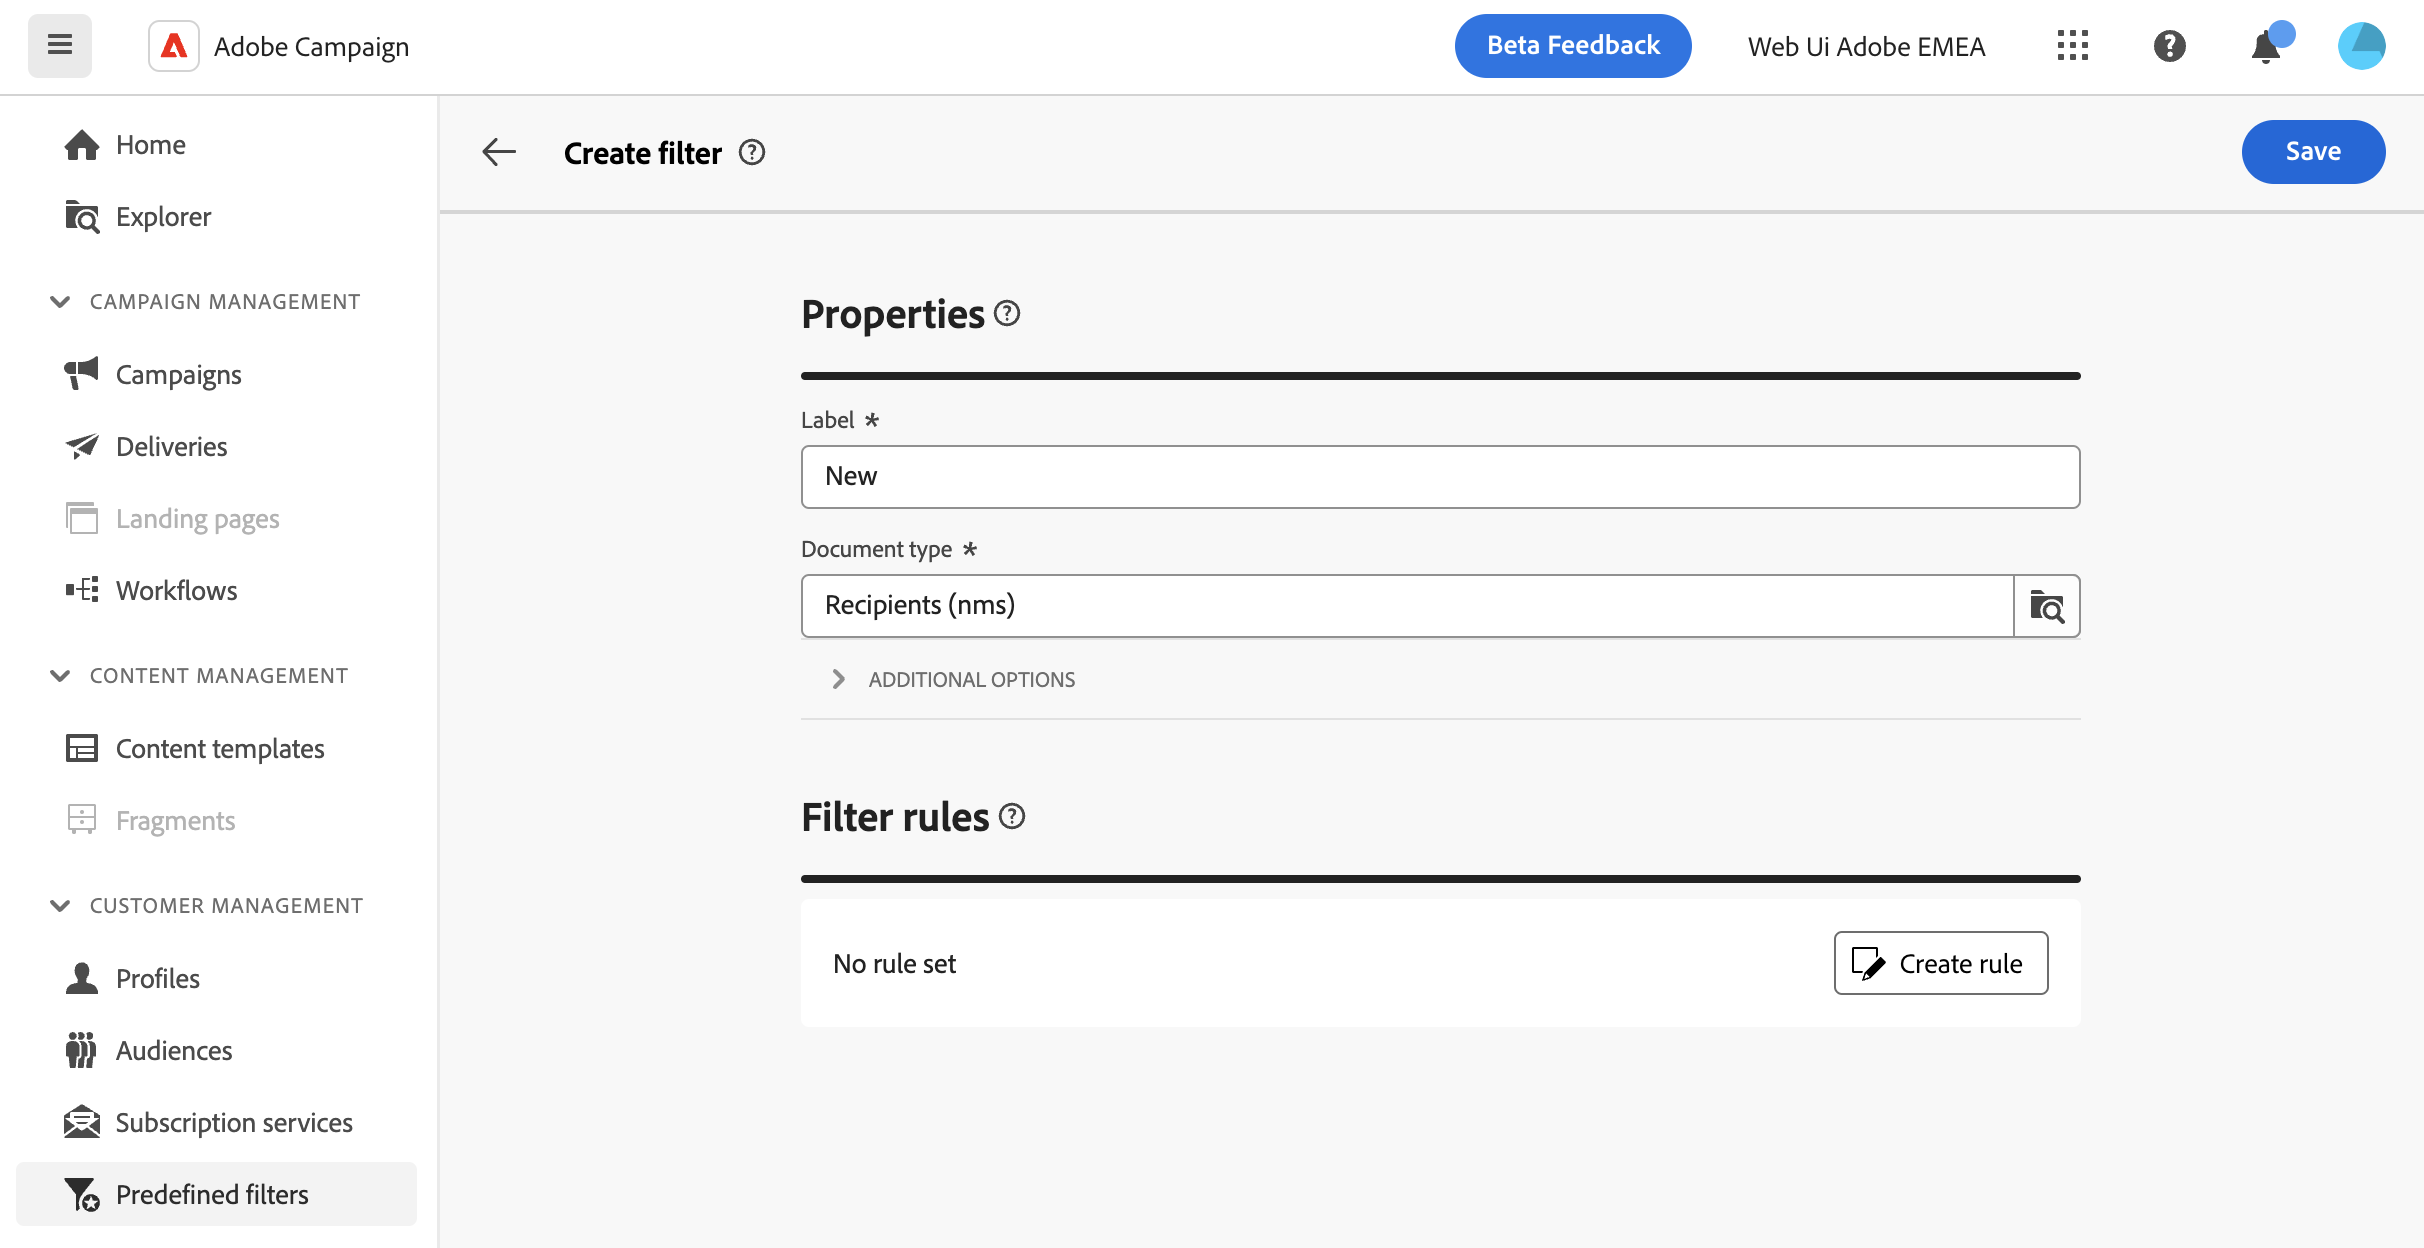 Adobe Campaign
Beta Feedback
Web Ui Adobe EMEA
Home
Explorer
CAMPAIGN MANAGEMENT
Campaigns
Deliveries
Landing pages
Workflows
CONTENT MANAGEMENT
Content templates
Fragments
CUSTOMER MANAGEMENT
Profiles
Audiences
Subscription services
Predefined filters
Create filter
Save
Properties
Label *
New
Document type *
Recipients (nms)
ADDITIONAL OPTIONS
Filter rules
No rule set
Create rule